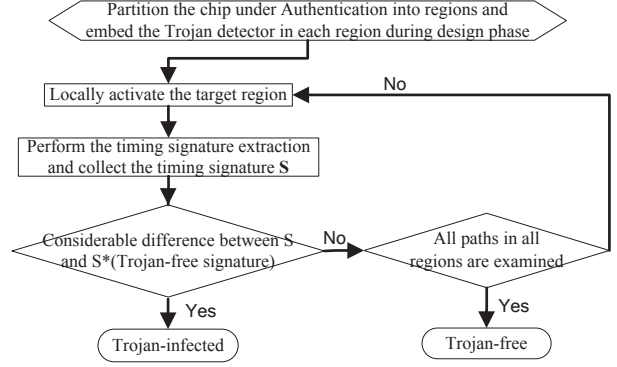 Partition the chip under Authentication into regions and
embed the Trojan detector in each region during design phase
No
Locally activate the target region
Perform the timing signature extraction
and collect the timing signature S
Considerable difference between S
and S*(Trojan-free signature)
No
All paths in all
regions are examined
Yes
Yes
Trojan-infected
Trojan-free